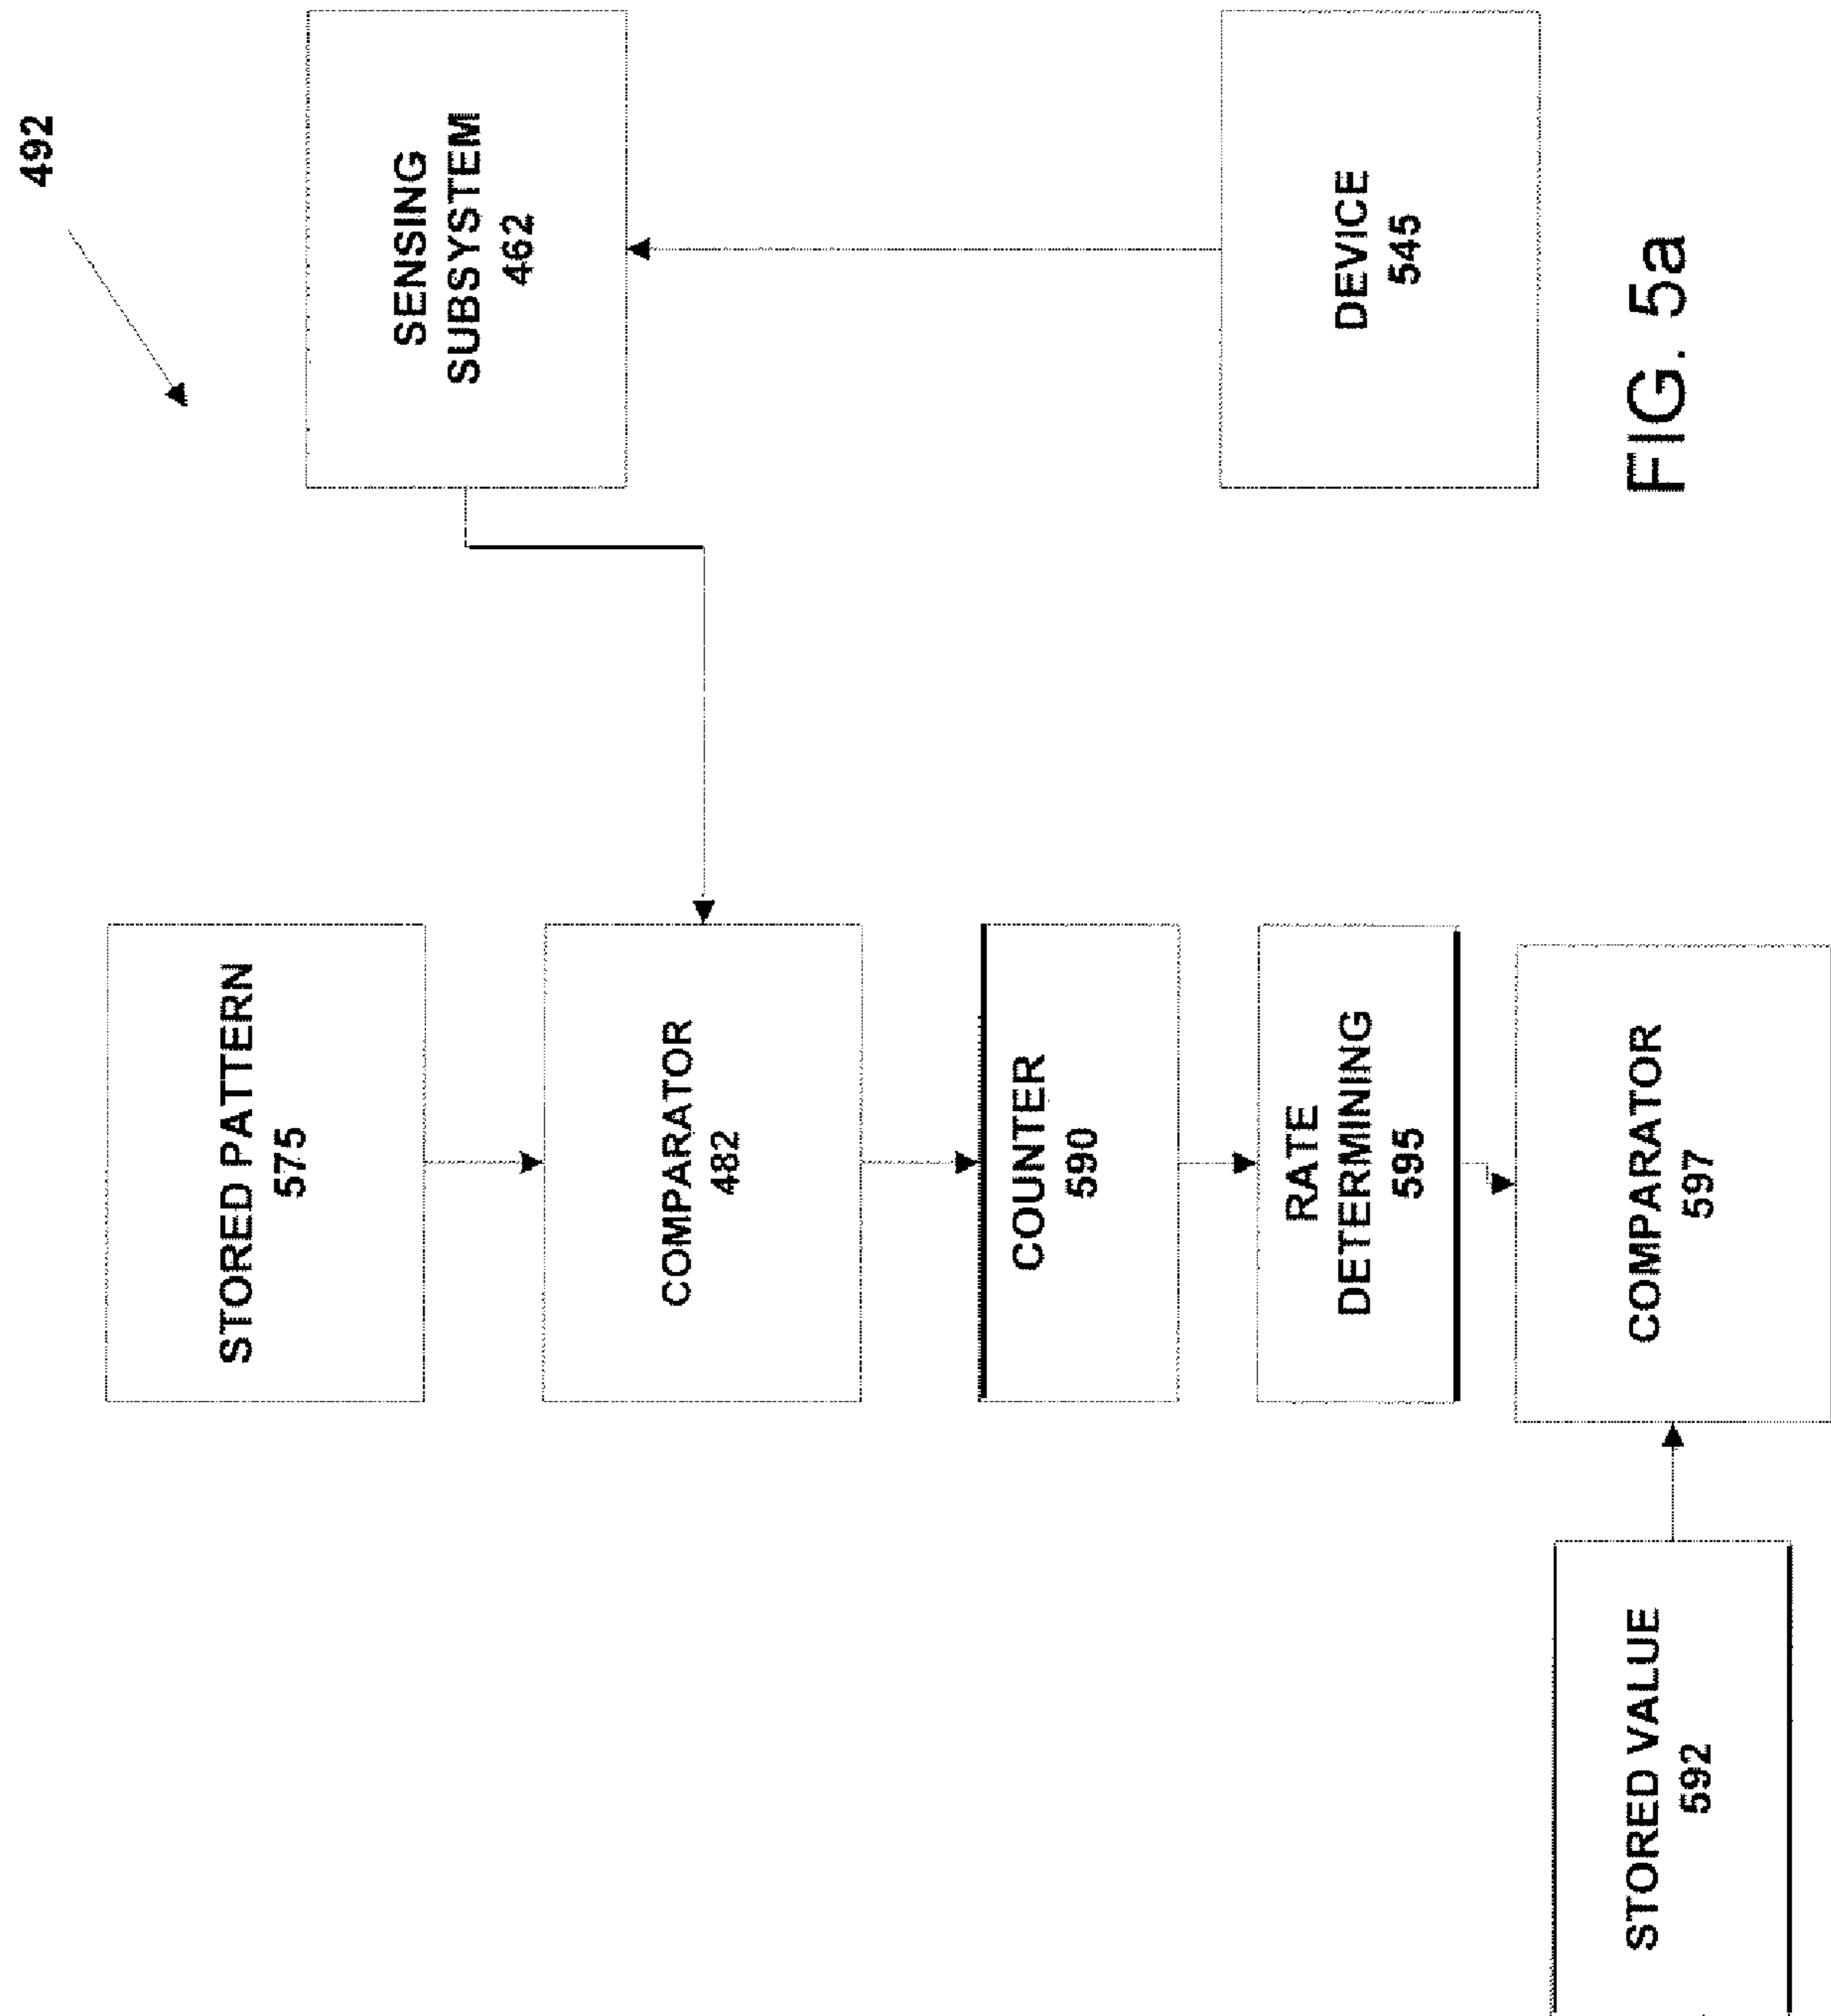 492
SENSING
SUBSYSTEM
462
DEVICE
545
STORED PATTERN
575
COMPARATOR
482
COUNTER
590
RATE
DETERMINING
595
COMPARATOR
597
STORED VALUE
592
FIG. 5a